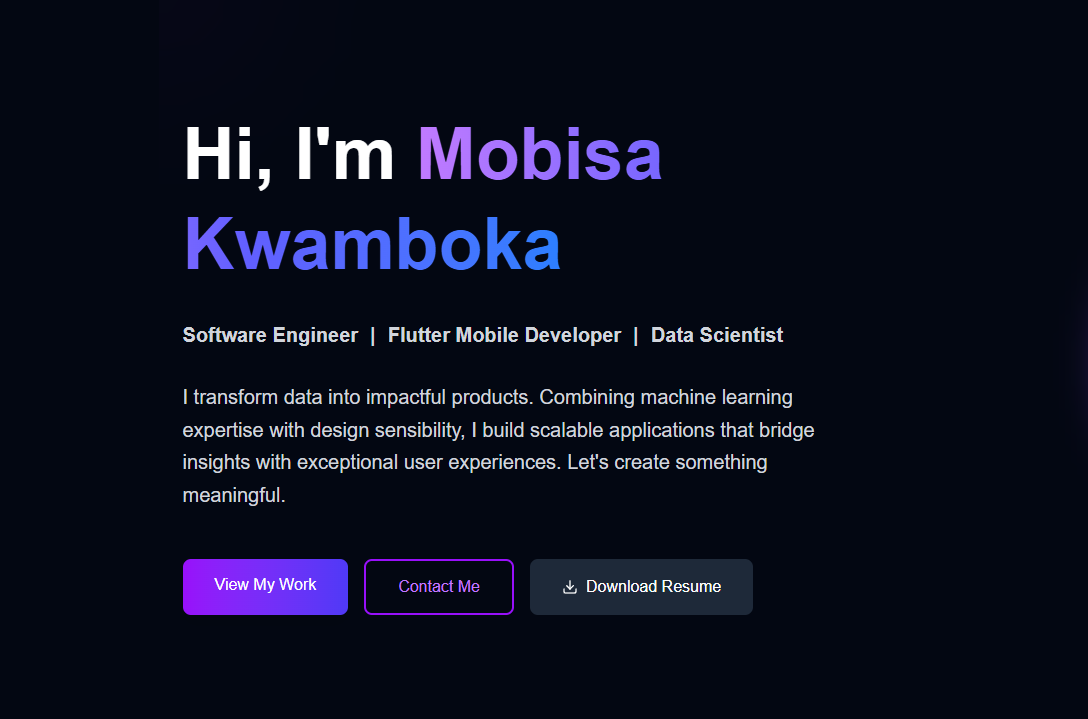 Hi, I'm Mobisa
Kwamboka
Software Engineer | Flutter Mobile Developer | Data Scientist
I transform data into impactful products. Combining machine learning
expertise with design sensibility, I build scalable applications that bridge
insights with exceptional user experiences. Let's create something
meaningful.
View My Work Contact Me Download Resume